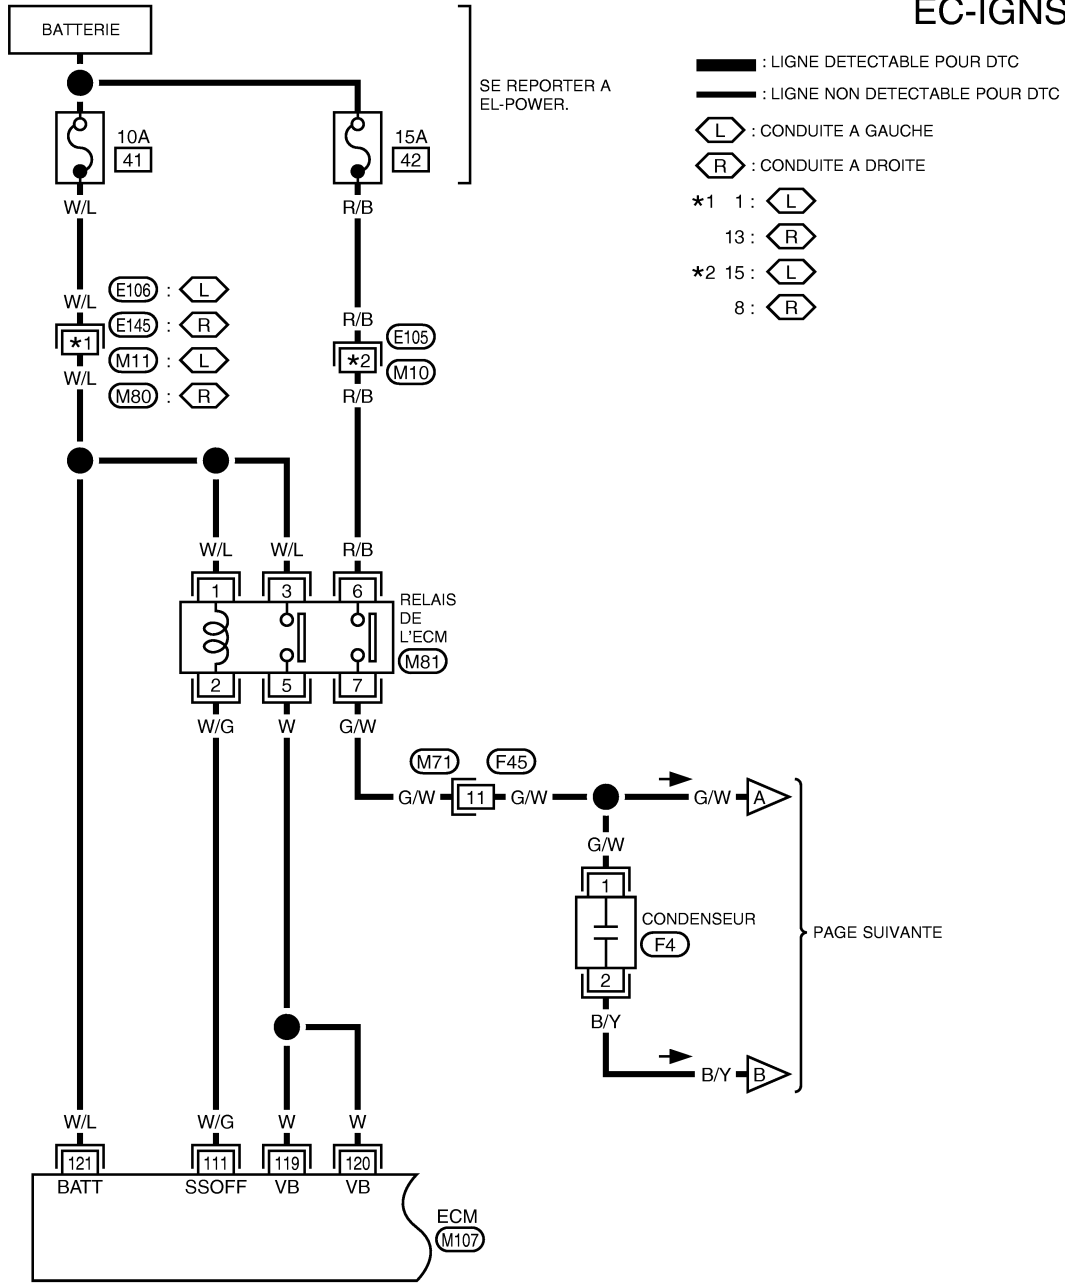 EC-IGNS
BATTERIE
SE REPORTER A
EL-POWER.
: LIGNE DETECTABLE POUR DTC
: LIGNE NON DETECTABLE POUR DTC
L : CONDUITE A GAUCHE
R : CONDUITE A DROITE
*1 1 : L
13 : R
*2 15 : L
8 : R
10A
41
15A
42
W/L
R/B
W/L
E106 : L
E145 : R
M11 : L
M80 : R
*1
W/L
R/B
E105
*2
M10
R/B
W/L
W/L
R/B
1
3
6
RELAIS
DE
L'ECM
M81
2
5
7
W/G
W
G/W
M71
F45
G/W
11
G/W
G/W
A
G/W
1
CONDENSEUR
F4
2
B/Y
B/Y
B
PAGE SUIVANTE
W/L
W/G
W
W
121
111
119
120
BATT
SSOFF
VB
VB
ECM
M107